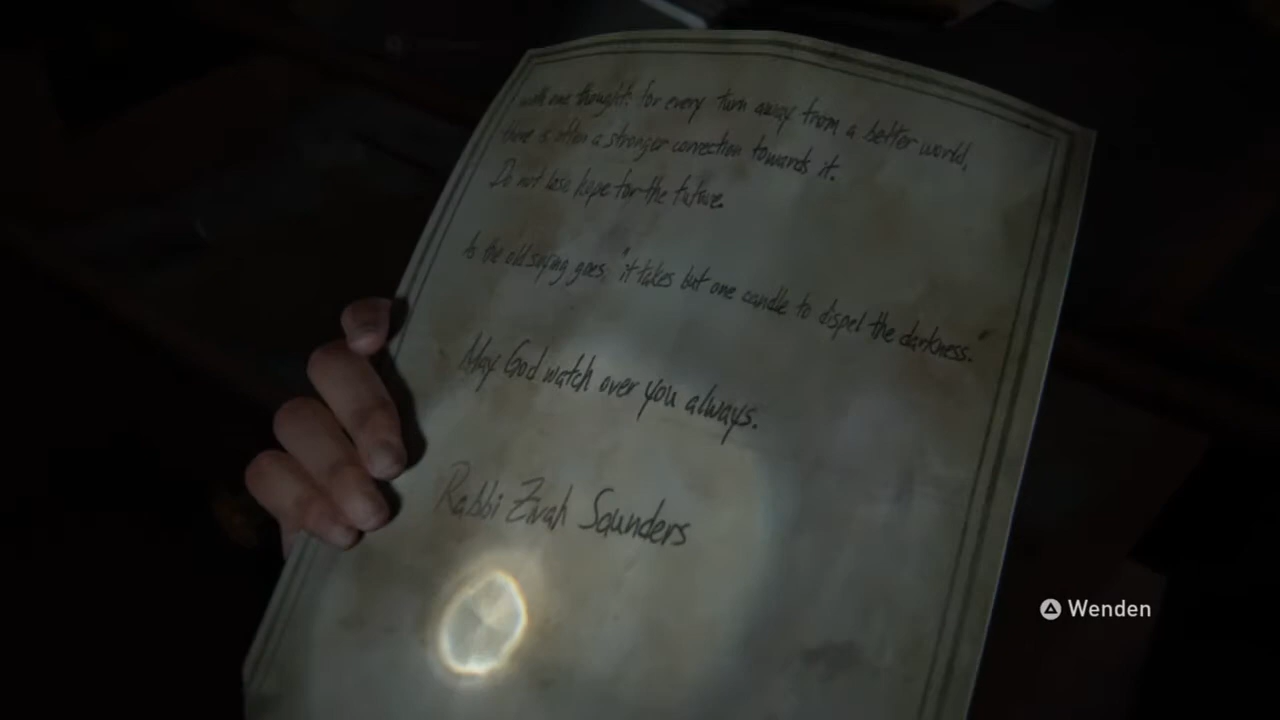 with one thought: for every turn away from a better world,
there is often a stronger correction towards it.
Do not lose hope for the future.
As the old saying goes, "it takes but one candle to dispel the darkness."
May God watch over you always.
Rabbi Zivah Saunders
Wenden